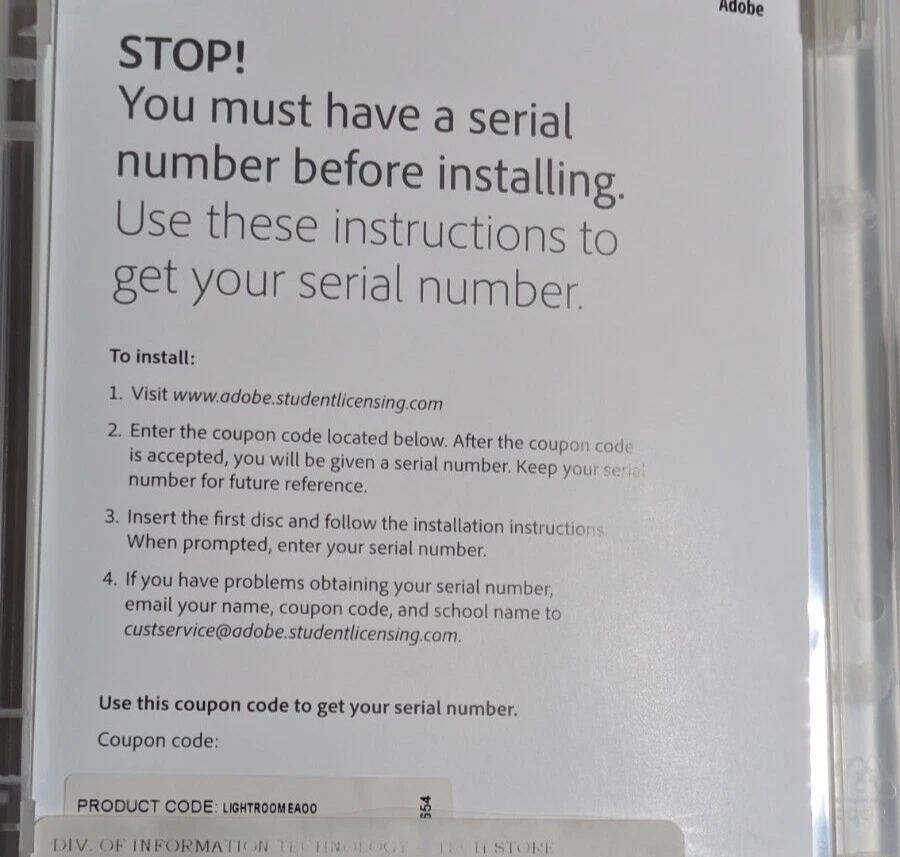 Adobe
STOP!
You must have a serial
number before installing.
Use these instructions to
get your serial number.
To install:
1. Visit www.adobe.studentlicensing.com
2. Enter the coupon code located below. After the coupon code
is accepted, you will be given a serial number. Keep your serial
number for future reference.
3. Insert the first disc and follow the installation instructions.
When prompted, enter your serial number.
4. If you have problems obtaining your serial number,
email your name, coupon code, and school name to
custservice@adobe.studentlicensing.com.
Use this coupon code to get your serial number.
Coupon code:
PRODUCT CODE: LIGHTROOMEA00
554
DIV. OF INFORMATION TECHNOLOGY TECH STORE